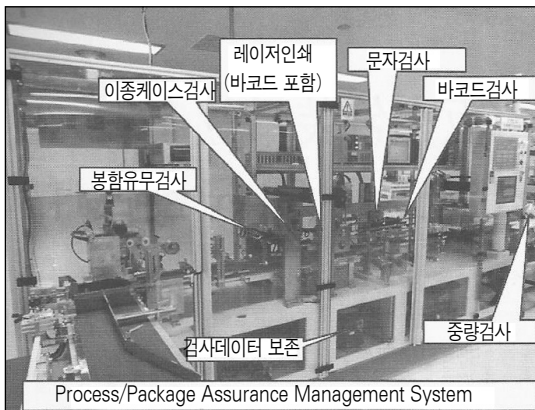 레이저인쇄
(바코드 포함)
문자검사
이종케이스검사
바코드검사
봉함유무검사
중량검사
검사데이터 보존
Process/Package Assurance Management System